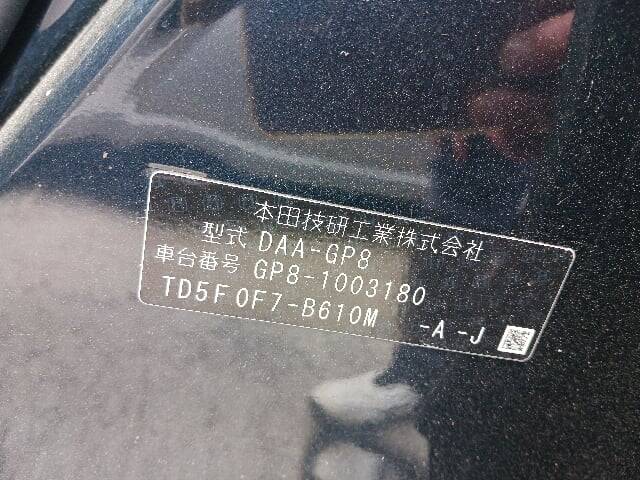 本田技研工業株式会社
型式 DAA-GP8
車台番号 GP8-1003180
TD5F0F7-B610M -A -J